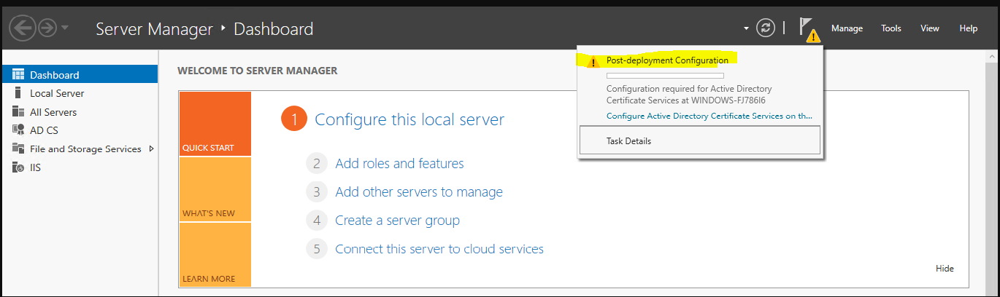 Server Manager ‣ Dashboard
Manage
Tools
View
Help
Dashboard
Local Server
All Servers
AD CS
File and Storage Services
IIS
WELCOME TO SERVER MANAGER
QUICK START
WHAT'S NEW
LEARN MORE
1 Configure this local server
2 Add roles and features
3 Add other servers to manage
4 Create a server group
5 Connect this server to cloud services
Hide
Post-deployment Configuration
Configuration required for Active Directory
Certificate Services at WINDOWS-FJ786I6
Configure Active Directory Certificate Services on th...
Task Details